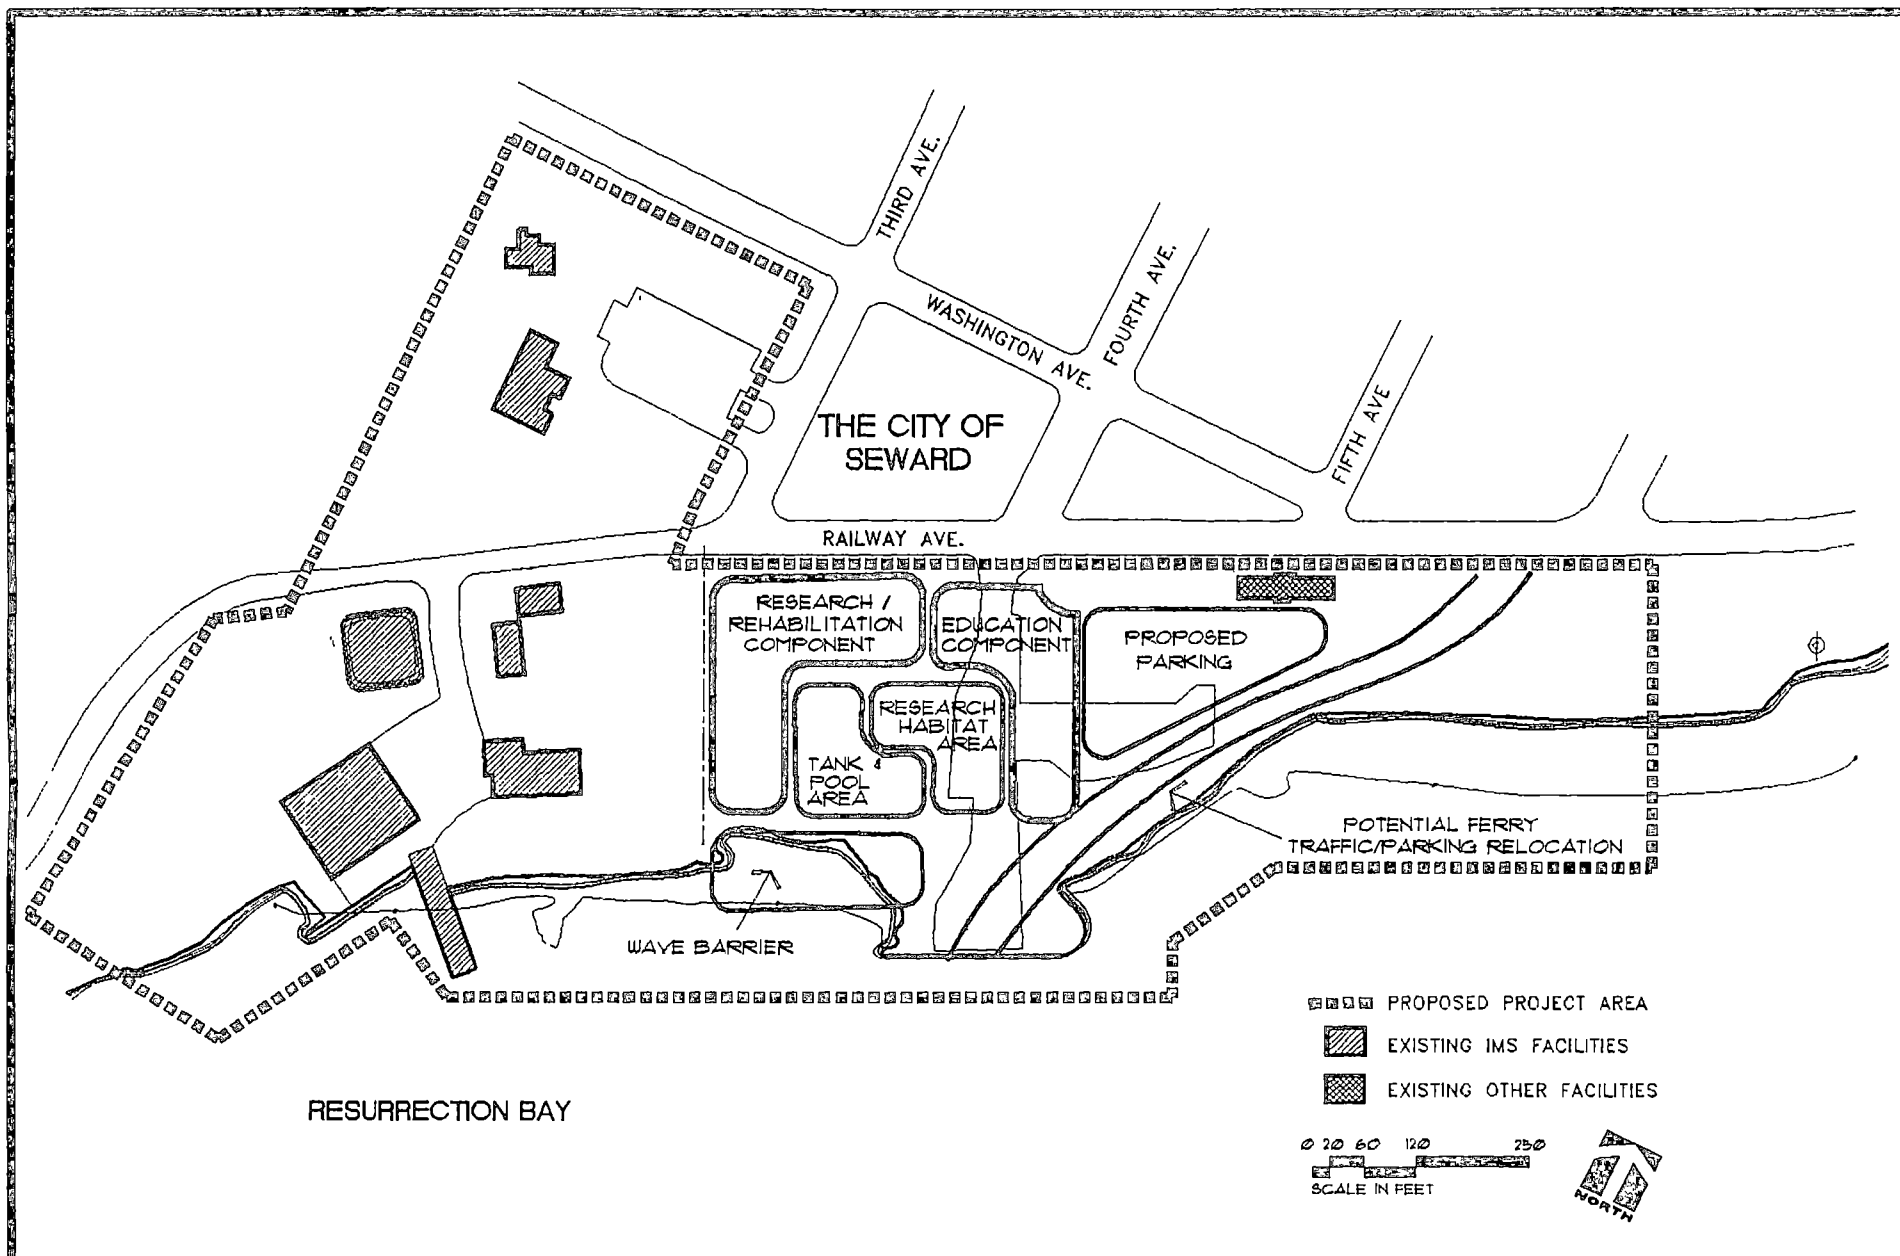 THIRD AVE.
WASHINGTON AVE.
FOURTH AVE.
FIFTH AVE
THE CITY OF
SEWARD
RAILWAY AVE.
RESEARCH /
REHABILITATION
COMPONENT
EDUCATION
COMPONENT
PROPOSED
PARKING
RESEARCH
HABITAT
AREA
TANK &
POOL
AREA
POTENTIAL FERRY
TRAFFIC/PARKING RELOCATION
WAVE BARRIER
PROPOSED PROJECT AREA
EXISTING IMS FACILITIES
EXISTING OTHER FACILITIES
RESURRECTION BAY
0 20 60 120 250
SCALE IN FEET
NORTH